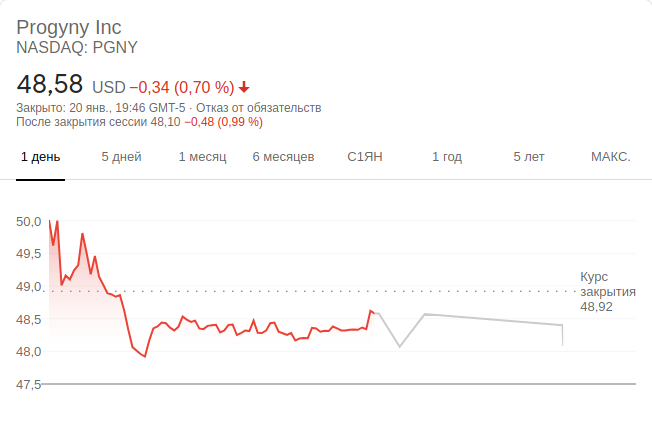 Progyny Inc
NASDAQ: PGNY
48,58 USD −0,34 (0,70 %)
Закрыто: 20 янв., 19:46 GMT-5 · Отказ от обязательств
После закрытия сессии 48,10 −0,48 (0,99 %)
1 день 5 дней 1 месяц 6 месяцев С1ЯН 1 год 5 лет МАКС.
50,0
49,5
49,0
48,5
48,0
47,5
Курс
закрытия
48,92